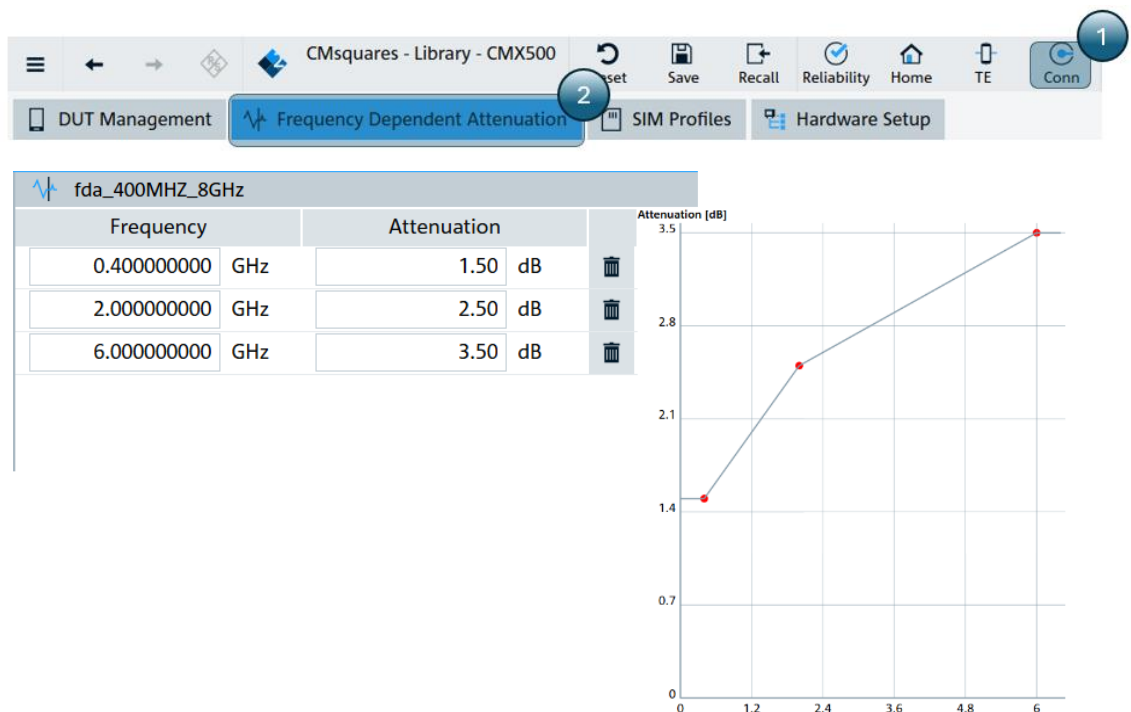 1
CMsquares - Library - CMX500
Save
Recall
Reliability
Home
TE
Conn
2
DUT Management
Frequency Dependent Attenuation
SIM Profiles
Hardware Setup
fda_400MHZ_8GHz
Frequency Attenuation
0.400000000 GHz 1.50 dB
2.000000000 GHz 2.50 dB
6.000000000 GHz 3.50 dB
Attenuation [dB]
3.5
2.8
2.1
1.4
0.7
0
0 1.2 2.4 3.6 4.8 6